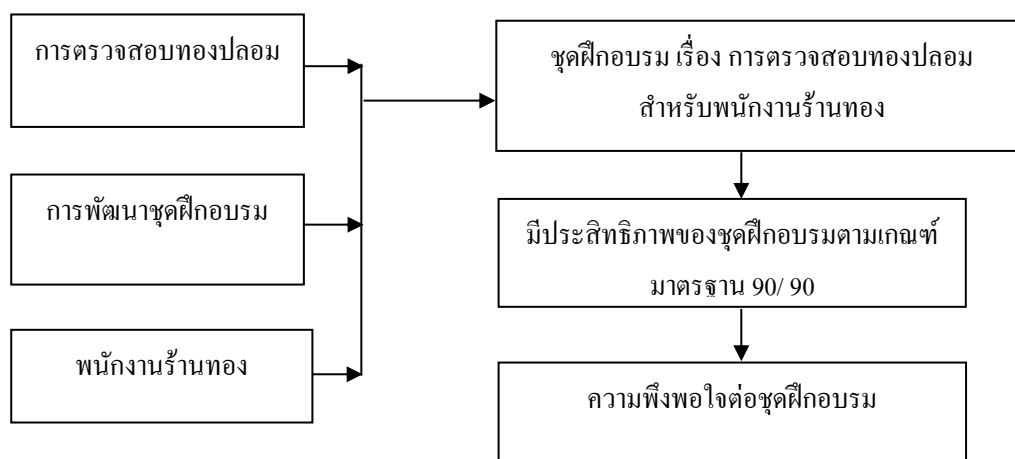 การตรวจสอบทองปลอม
การพัฒนาชุดฝึกอบรม
พนักงานร้านทอง
ชุดฝึกอบรม เรื่อง การตรวจสอบทองปลอม
สำหรับพนักงานร้านทอง
มีประสิทธิภาพของชุดฝึกอบรมตามเกณฑ์
มาตรฐาน 90/ 90
ความพึงพอใจต่อชุดฝึกอบรม